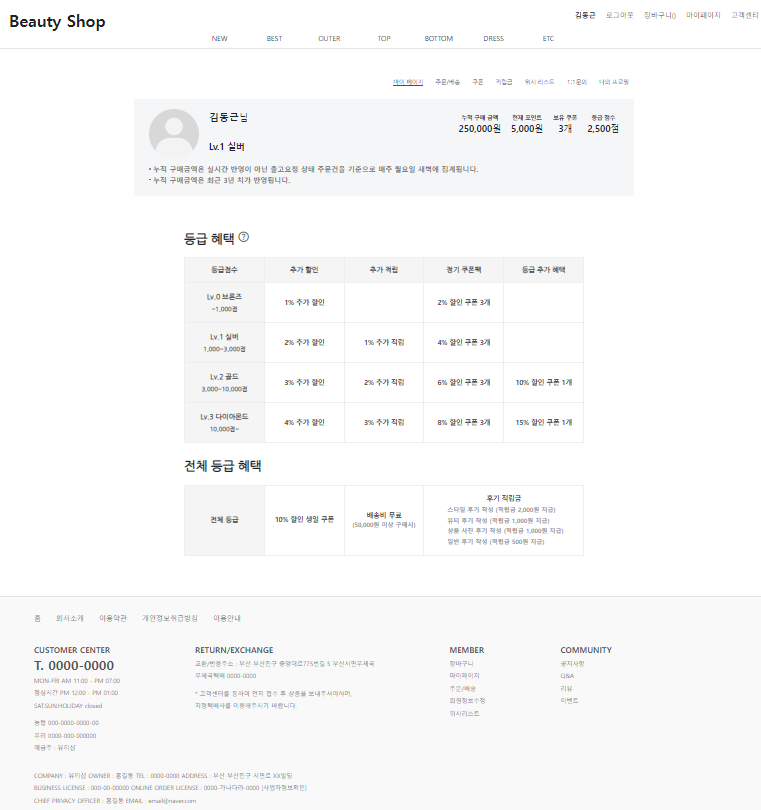 Beauty Shop
김동근 로그아웃 장바구니() 마이페이지 고객센터
NEW BEST OUTER TOP BOTTOM DRESS ETC
마이 페이지 주문/배송 쿠폰 적립금 위시 리스트 1:1문의 나의 프로필
김동근님
Lv.1 실버
누적 구매 금액 현재 포인트 보유 쿠폰 등급 점수
250,000원 5,000원 3개 2,500점
• 누적 구매금액은 실시간 반영이 아닌 출고요청 상태 주문건을 기준으로 매주 월요일 새벽에 집계됩니다.
- 누적 구매금액은 최근 3년 치가 반영됩니다.
등급 혜택 ?
등급점수 추가 할인 추가 적립 정기 쿠폰팩 등급 추가 혜택
Lv.0 브론즈
~1,000점
1% 추가 할인 2% 할인 쿠폰 3개
Lv.1 실버
1,000~3,000점
2% 추가 할인 1% 추가 적립 4% 할인 쿠폰 3개
Lv.2 골드
3,000~10,000점
3% 추가 할인 2% 추가 적립 6% 할인 쿠폰 3개 10% 할인 쿠폰 1개
Lv.3 다이아몬드
10,000점~
4% 추가 할인 3% 추가 적립 8% 할인 쿠폰 3개 15% 할인 쿠폰 1개
전체 등급 혜택
전체 등급 10% 할인 생일 쿠폰
배송비 무료
(50,000원 이상 구매시)
후기 적립금
스타일 후기 작성 (적립금 2,000원 지급)
뷰티 후기 작성 (적립금 1,000원 지급)
상품 사진 후기 작성 (적립금 1,000원 지급)
일반 후기 작성 (적립금 500원 지급)
홈 회사소개 이용약관 개인정보취급방침 이용안내
CUSTOMER CENTER
T. 0000-0000
MON-FRI AM 11:00 - PM 07:00
점심시간 PM 12:00 - PM 01:00
SAT.SUN.HOLIDAY closed
농협 000-0000-0000-00
우리 0000-000-000000
예금주 : 뷰티샵
RETURN/EXCHANGE
교환/반품주소 : 부산 부산진구 중앙대로775번길 5 부산서면우체국
우체국택배 0000-0000
* 고객센터를 통하여 먼저 접수 후 상품을 보내주셔야하며,
지정택배사를 이용해주시기 바랍니다.
MEMBER
장바구니
마이페이지
주문/배송
회원정보수정
위시리스트
COMMUNITY
공지사항
Q&A
리뷰
이벤트
COMPANY : 뷰티샵 OWNER : 홍길동 TEL : 0000-0000 ADDRESS : 부산 부산진구 서면로 XX빌딩
BUSINESS LICENSE : 000-00-00000 ONLINE ORDER LICENSE : 0000-가나다라-0000 [사업자정보확인]
CHIEF PRIVACY OFFICER : 홍길동 EMAIL : email@naver.com